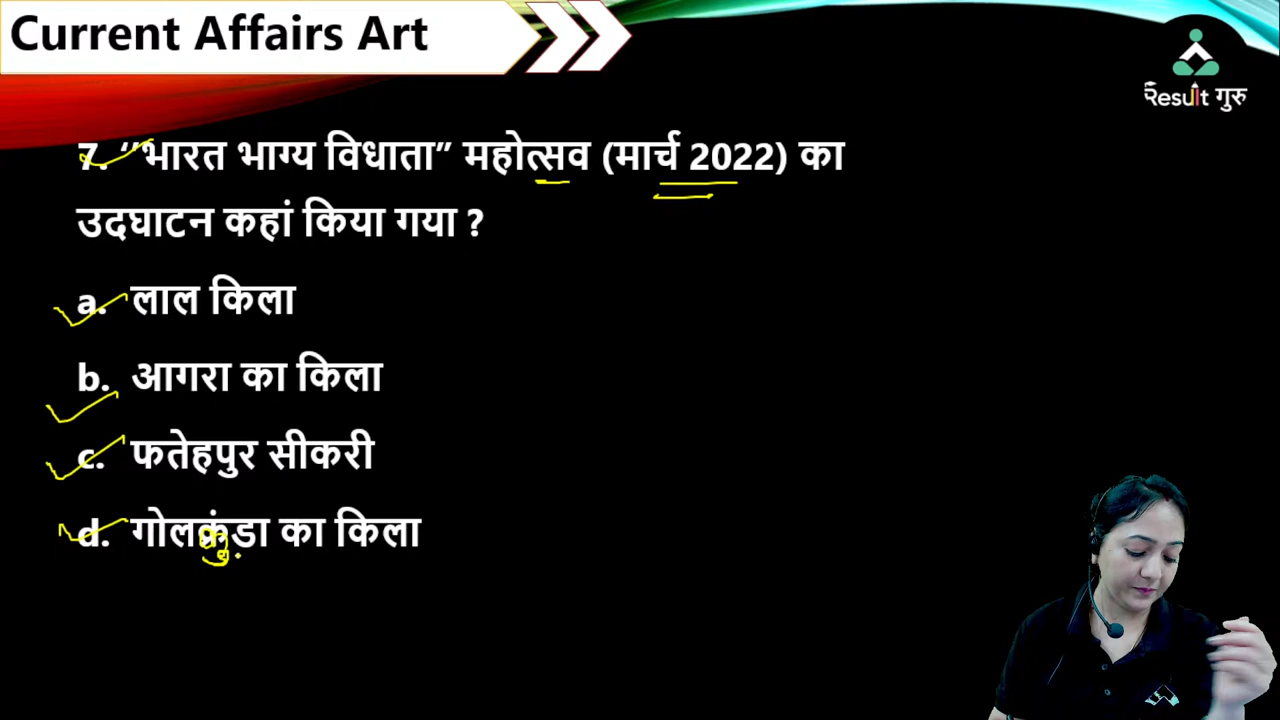 Current Affairs Art
Result गुरु
7. ‘’भारत भाग्य विधाता” महोत्सव (मार्च 2022) का
उदघाटन कहां किया गया ?
a. लाल किला
b. आगरा का किला
c. फतेहपुर सीकरी
d. गोलक्रंडा का किला